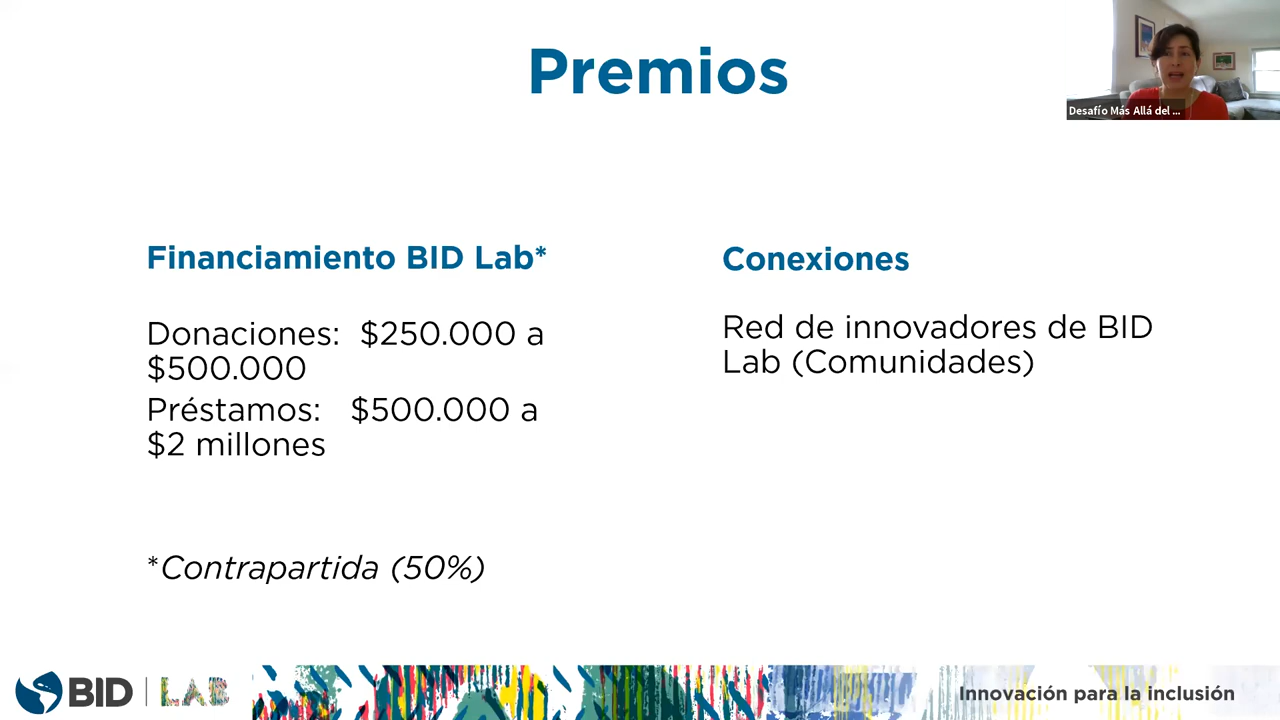 Premios
Desafío Más Allá del ...
Financiamiento BID Lab*
Donaciones: $250.000 a
$500.000
Préstamos: $500.000 a
$2 millones
*Contrapartida (50%)
Conexiones
Red de innovadores de BID
Lab (Comunidades)
BID | LAB
Innovación para la inclusión